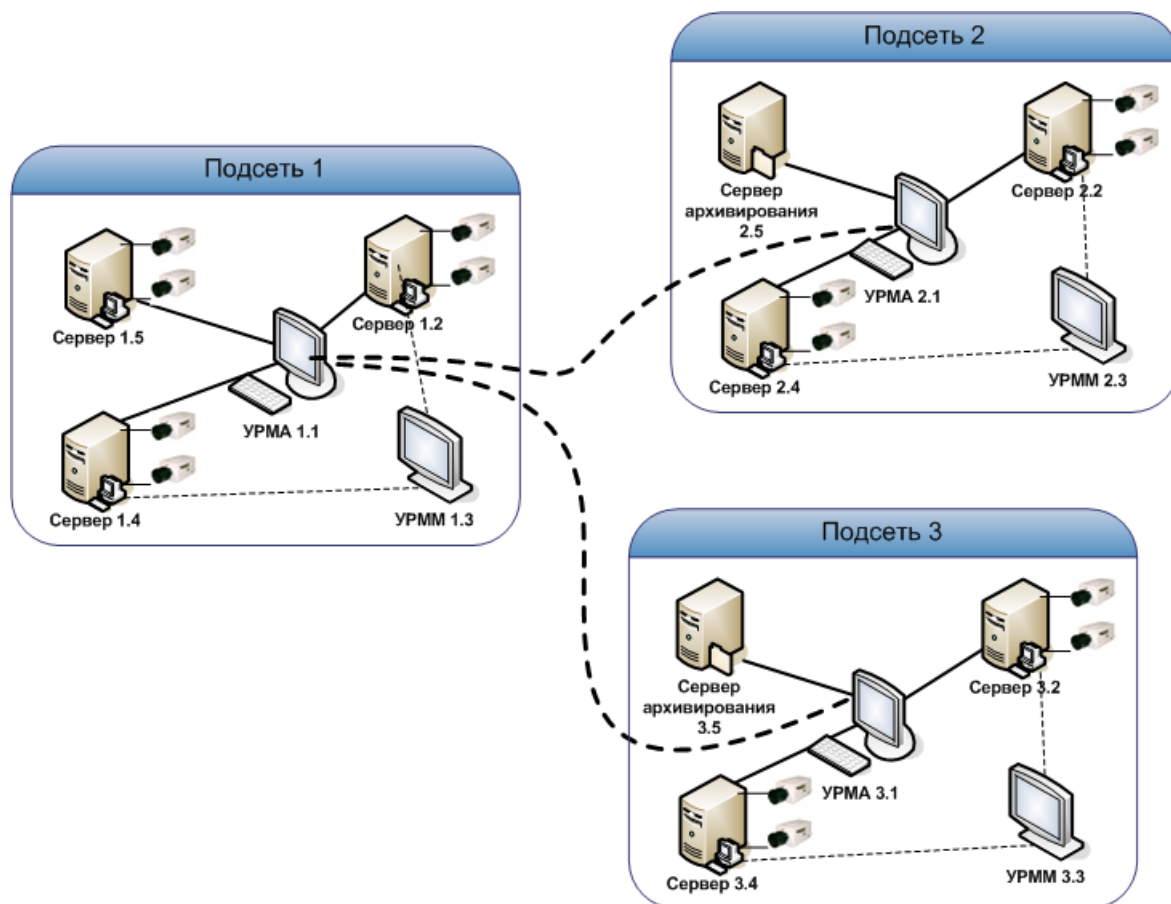 Подсеть 1
Сервер 1.5
Сервер 1.2
УРМА 1.1
Сервер 1.4
УРММ 1.3
Подсеть 2
Сервер
архивирования
2.5
Сервер 2.2
УРМА 2.1
Сервер 2.4
УРММ 2.3
Подсеть 3
Сервер
архивирования
3.5
Сервер 3.2
УРМА 3.1
Сервер 3.4
УРММ 3.3